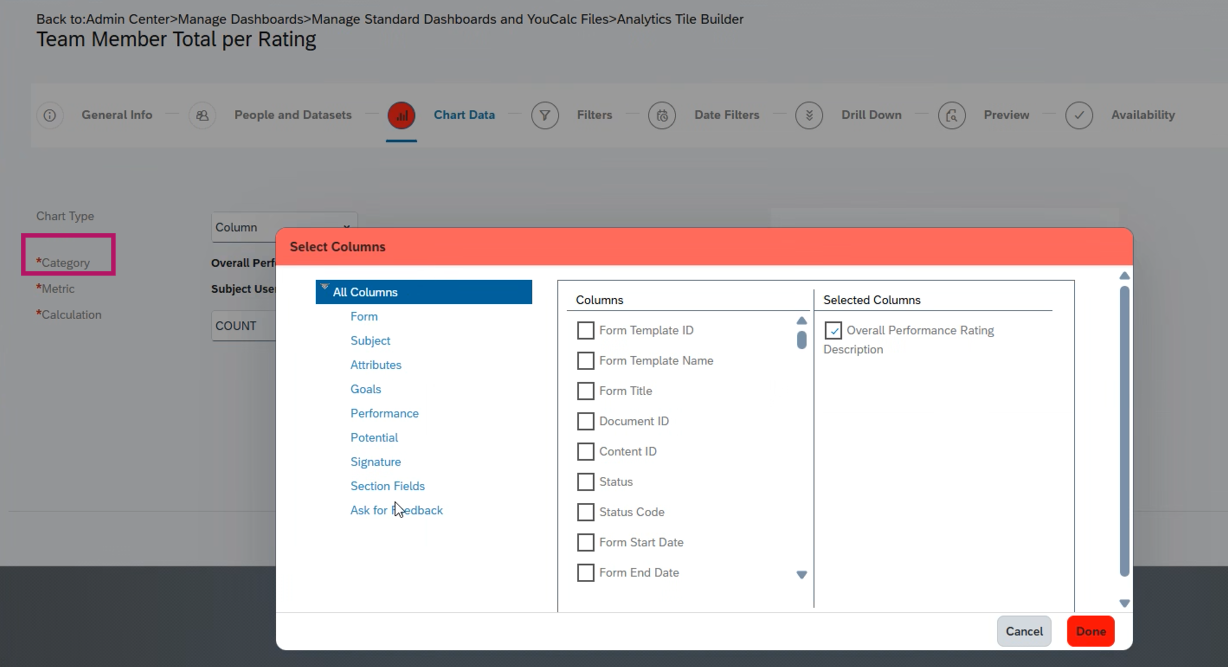 Back to:Admin Center>Manage Dashboards>Manage Standard Dashboards and YouCalc Files>Analytics Tile Builder
Team Member Total per Rating
General Info
People and Datasets
Chart Data
Filters
Date Filters
Drill Down
Preview
Availability
Chart Type
Column
*Category
*Metric
Subject
*Calculation
COUNT
Select Columns
All Columns
Form
Subject
Attributes
Goals
Performance
Potential
Signature
Section Fields
Ask for Feedback
Columns
Form Template ID
Form Template Name
Form Title
Document ID
Content ID
Status
Status Code
Form Start Date
Form End Date
Selected Columns
Overall Performance Rating
Description
Cancel
Done